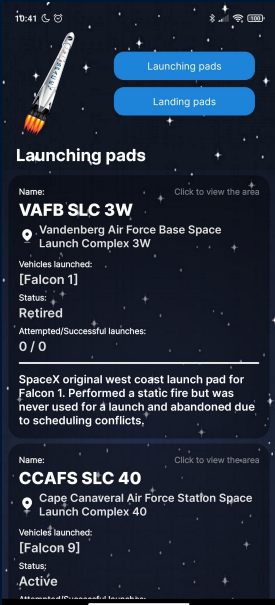 10:41
100
Launching pads
Landing pads
Launching pads
Name:
Click to view the area
VAFB SLC 3W
Vandenberg Air Force Base Space
Launch Complex 3W
Vehicles launched:
[Falcon 1]
Status:
Retired
Attempted/Successful launches:
0 / 0
SpaceX original west coast launch pad for
Falcon 1. Performed a static fire but was
never used for a launch and abandoned due
to scheduling conflicts.
Name:
Click to view the area
CCAFS SLC 40
Cape Canaveral Air Force Station Space
Launch Complex 40
Vehicles launched:
[Falcon 9]
Status:
Active
Attempted/Successful launches: